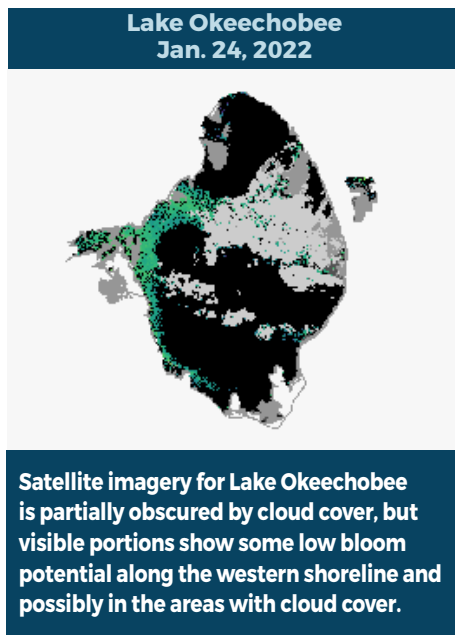 Lake Okeechobee
Jan. 24, 2022
Satellite imagery for Lake Okeechobee
is partially obscured by cloud cover, but
visible portions show some low bloom
potential along the western shoreline and
possibly in the areas with cloud cover.